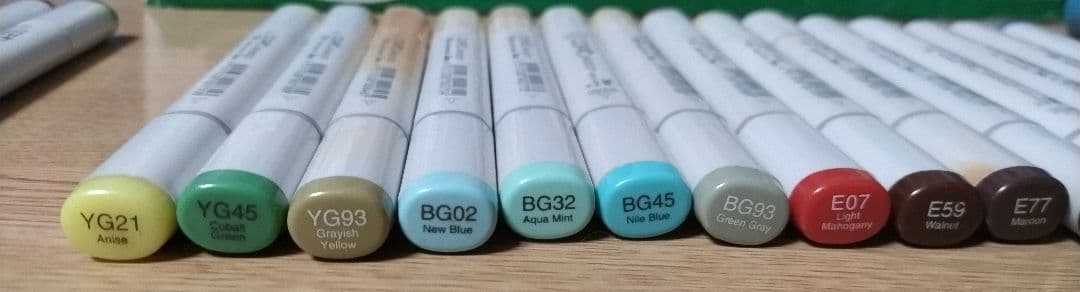 YG21
Anise
YG45
Cobalt
Green
YG93
Grayish
Yellow
BG02
New Blue
BG32
Aqua Mint
BG45
Nile Blue
BG93
Green Gray
E07
Light
Mahogany
E59
Walnut
E77
Maroon